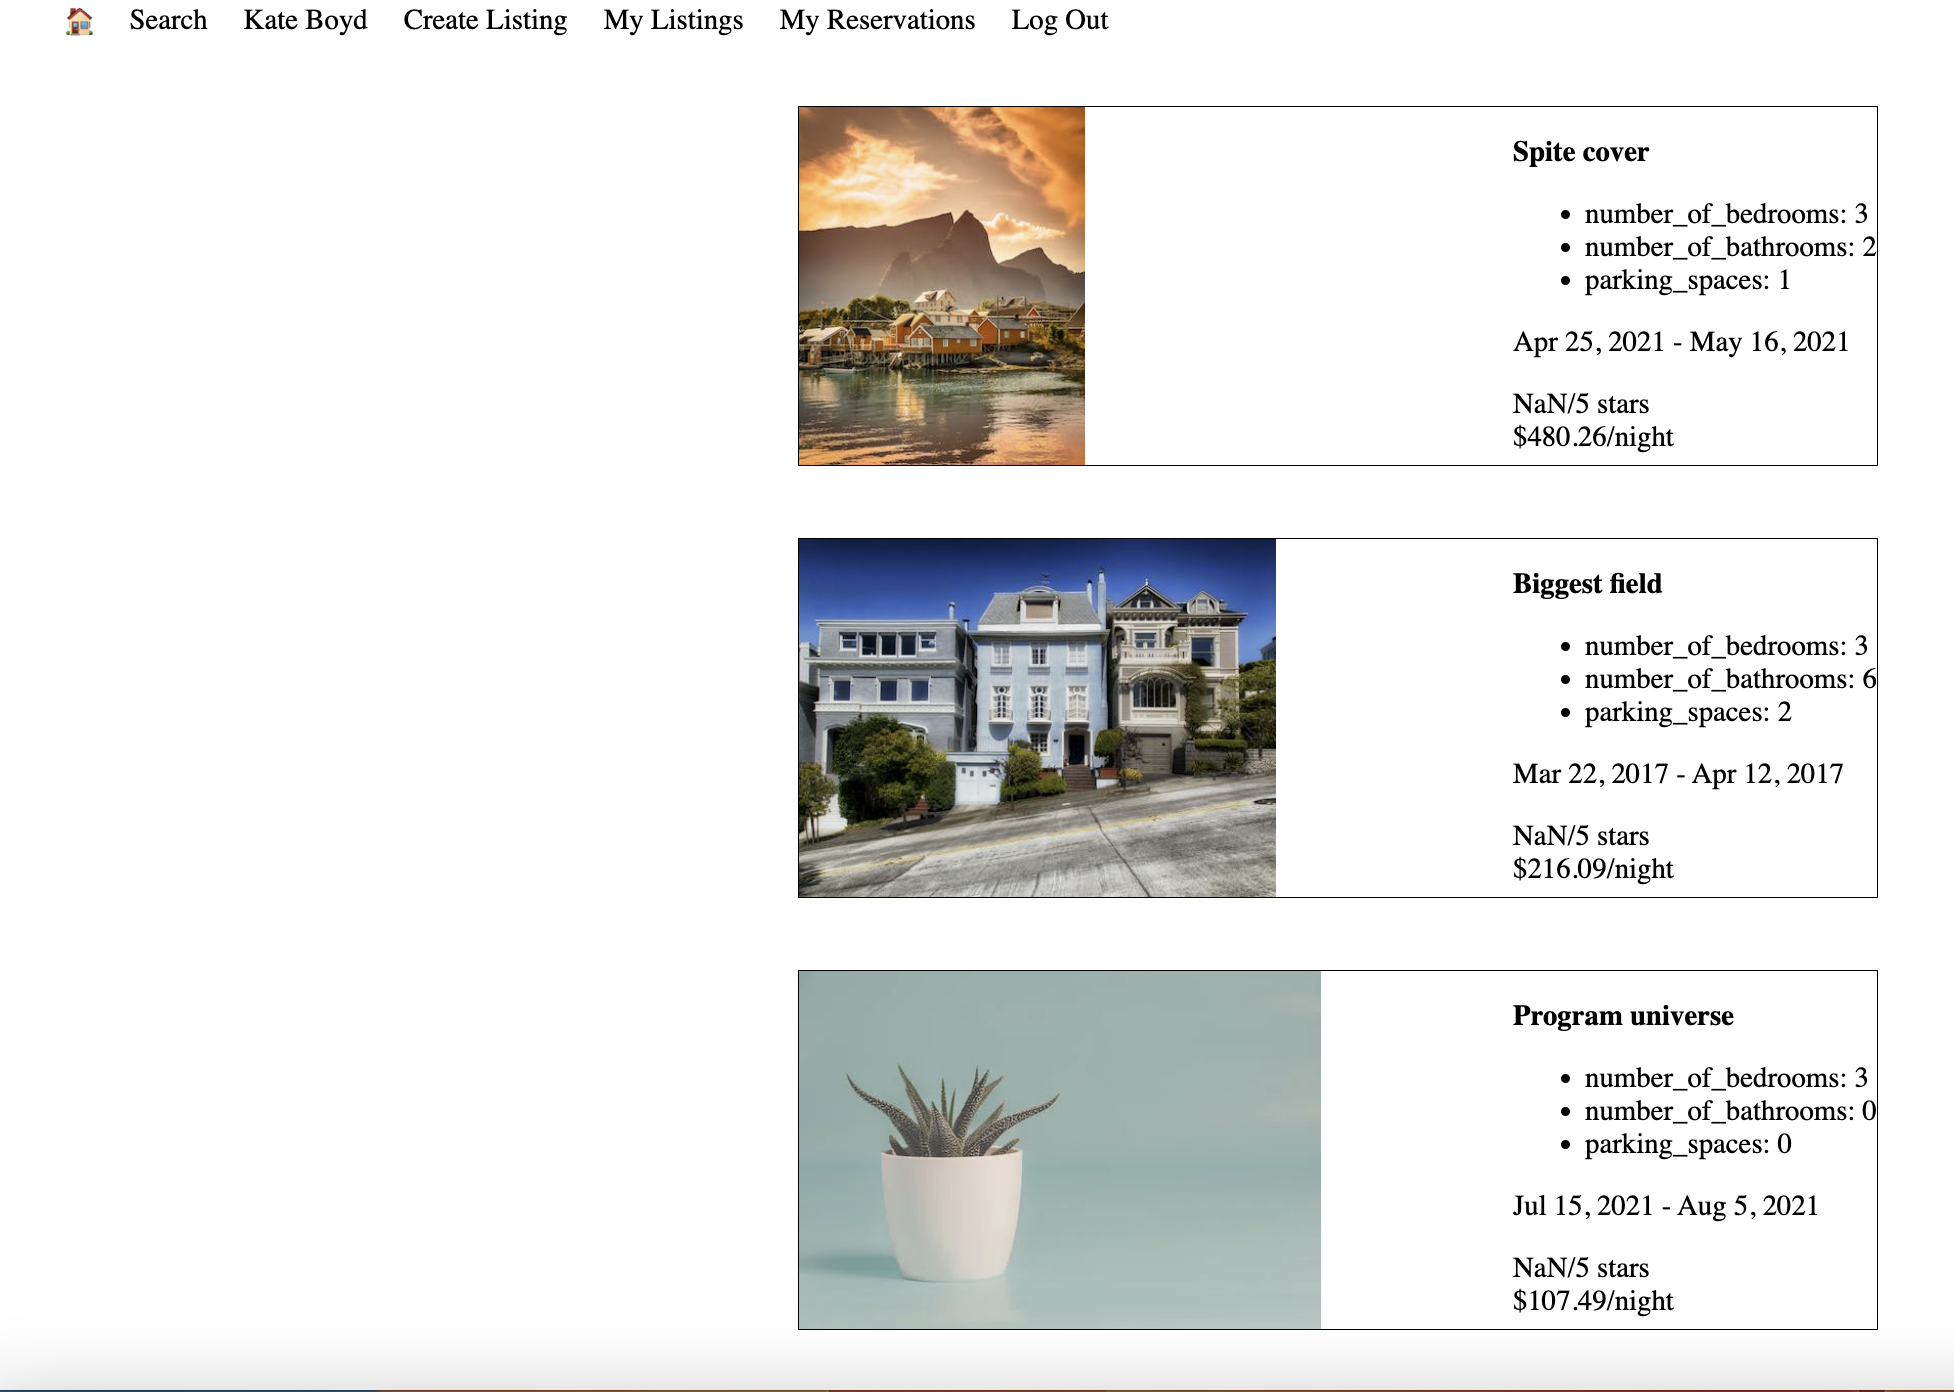 Search Kate Boyd Create Listing My Listings My Reservations Log Out
Spite cover
number_of_bedrooms: 3
number_of_bathrooms: 2
parking_spaces: 1
Apr 25, 2021 - May 16, 2021
NaN/5 stars
$480.26/night
Biggest field
number_of_bedrooms: 3
number_of_bathrooms: 6
parking_spaces: 2
Mar 22, 2017 - Apr 12, 2017
NaN/5 stars
$216.09/night
Program universe
number_of_bedrooms: 3
number_of_bathrooms: 0
parking_spaces: 0
Jul 15, 2021 - Aug 5, 2021
NaN/5 stars
$107.49/night